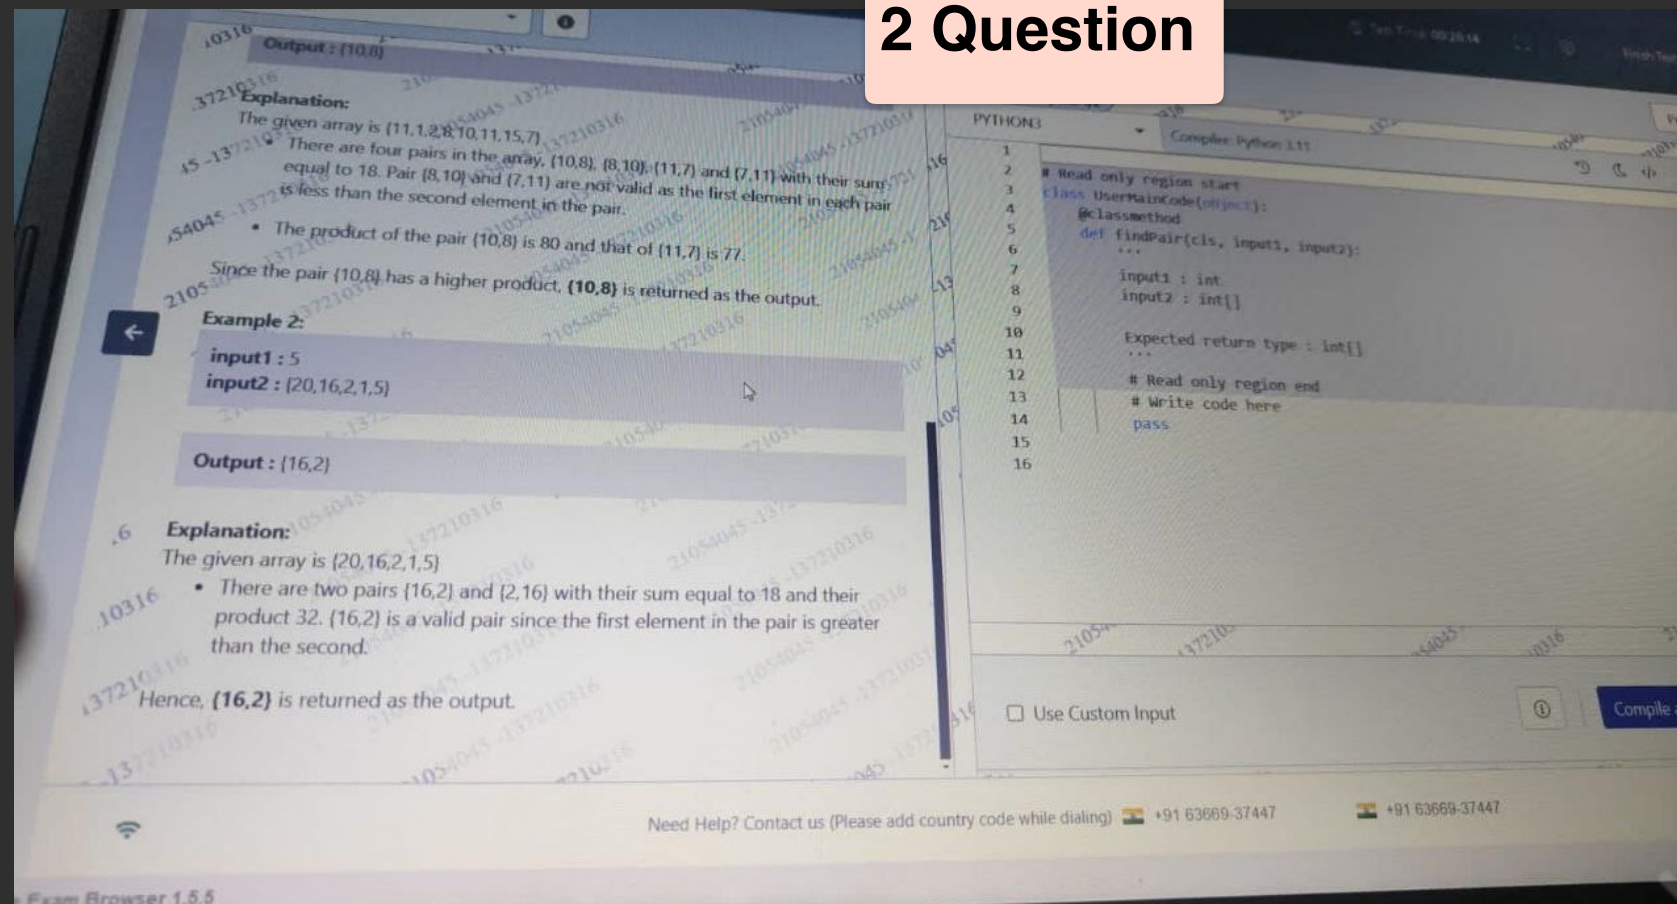 2 Question
Output : {10,8}
Explanation:
The given array is {11,1,2,8,10,11,15,7}
• There are four pairs in the array, {10,8}, {8,10}, {11,7} and {7,11} with their sum
equal to 18. Pair {8,10} and {7,11} are not valid as the first element in each pair
is less than the second element in the pair.
• The product of the pair {10,8} is 80 and that of {11,7} is 77.
Since the pair {10,8} has a higher product, {10,8} is returned as the output.
Example 2:
input1 : 5
input2 : {20,16,2,1,5}
Output : {16,2}
Explanation:
The given array is {20,16,2,1,5}
• There are two pairs {16,2} and {2,16} with their sum equal to 18 and their
product 32. {16,2} is a valid pair since the first element in the pair is greater
than the second.
Hence, {16,2} is returned as the output.
PYTHON3
Compiler: Python 3.11
1
2 # Read only region start
3 class UserMainCode(object):
4 @classmethod
5 def findPair(cls, input1, input2):
6 '''
7 input1 : int
8 input2 : int[]
9
10 Expected return type : int[]
11 '''
12 # Read only region end
13 # Write code here
14 pass
15
16
Use Custom Input
Compile
Need Help? Contact us (Please add country code while dialing) +91 63669-37447 +91 63669-37447
Exam Browser 1.5.5